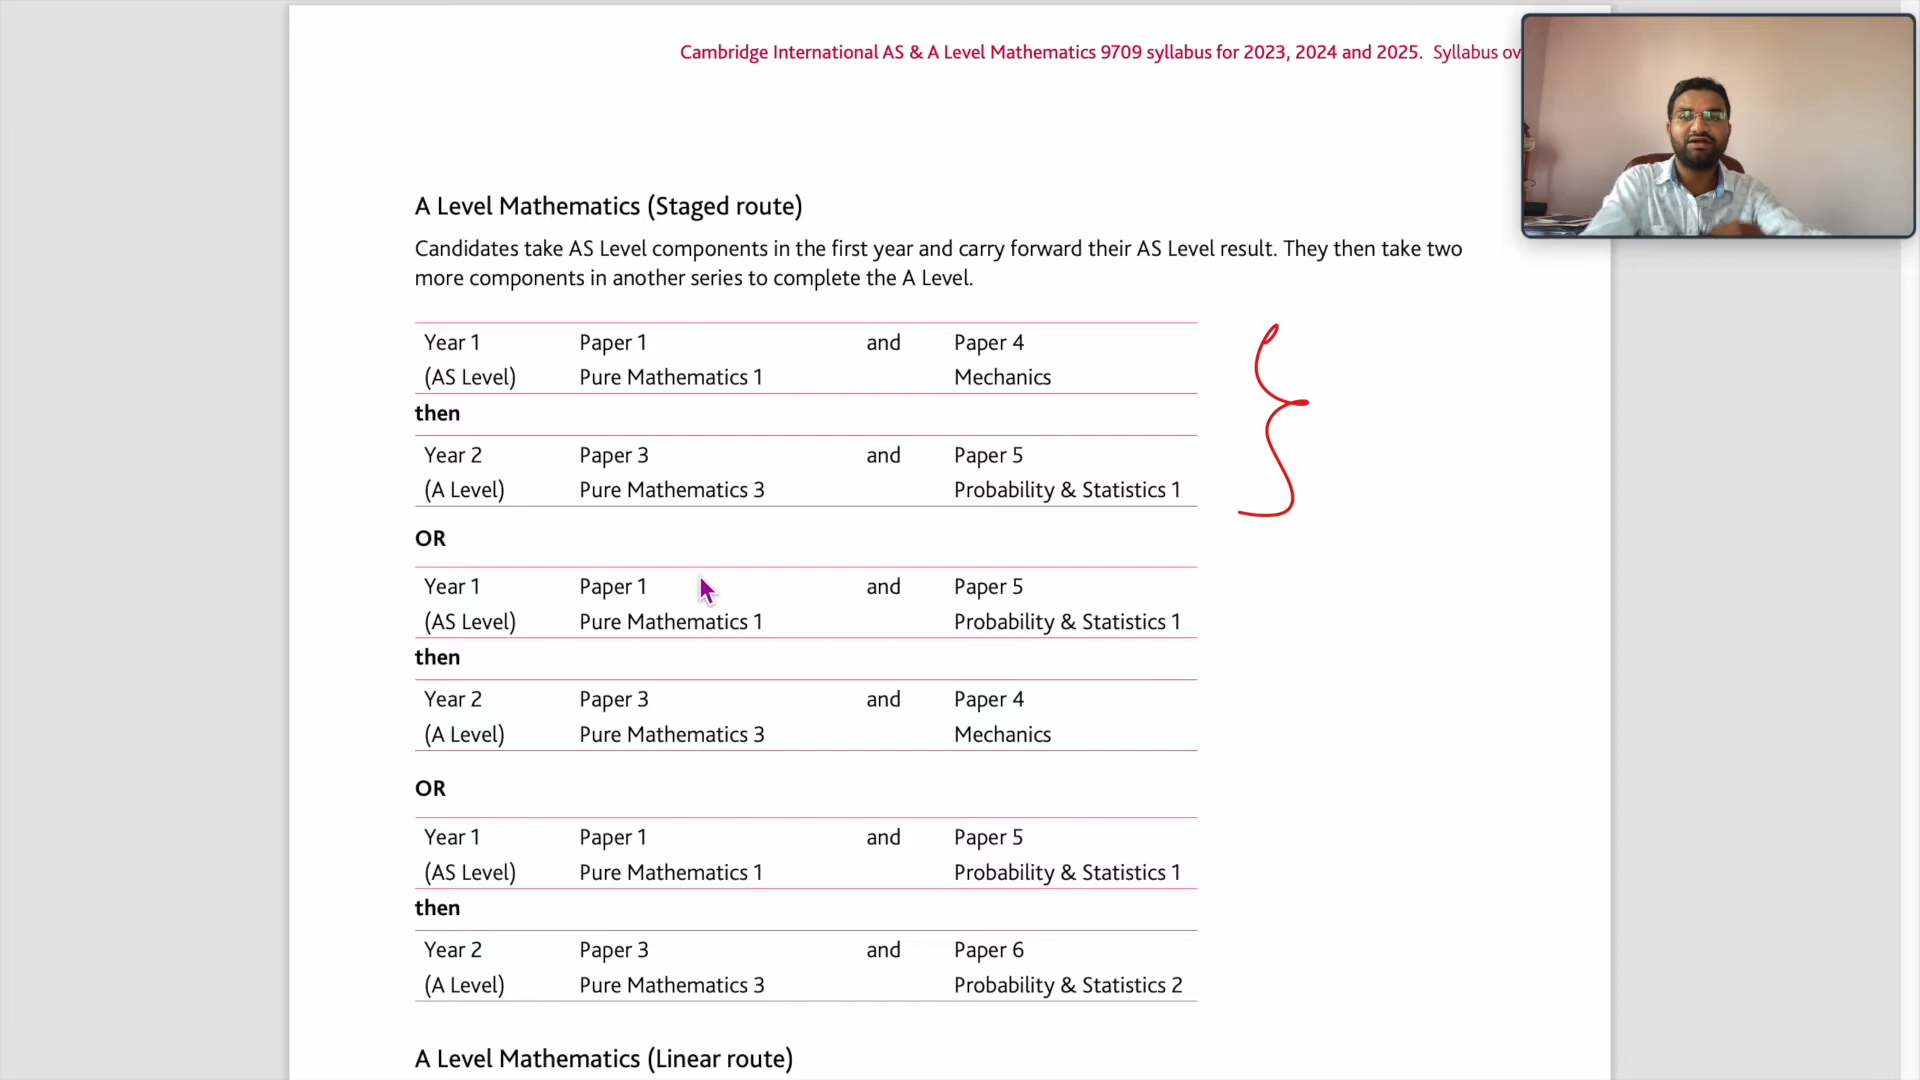 Cambridge International AS & A Level Mathematics 9709 syllabus for 2023, 2024 and 2025. Syllabus ov
A Level Mathematics (Staged route)
Candidates take AS Level components in the first year and carry forward their AS Level result. They then take two
more components in another series to complete the A Level.
Year 1 Paper 1 and Paper 4
(AS Level) Pure Mathematics 1 Mechanics
then
Year 2 Paper 3 and Paper 5
(A Level) Pure Mathematics 3 Probability & Statistics 1
OR
Year 1 Paper 1 and Paper 5
(AS Level) Pure Mathematics 1 Probability & Statistics 1
then
Year 2 Paper 3 and Paper 4
(A Level) Pure Mathematics 3 Mechanics
OR
Year 1 Paper 1 and Paper 5
(AS Level) Pure Mathematics 1 Probability & Statistics 1
then
Year 2 Paper 3 and Paper 6
(A Level) Pure Mathematics 3 Probability & Statistics 2
A Level Mathematics (Linear route)